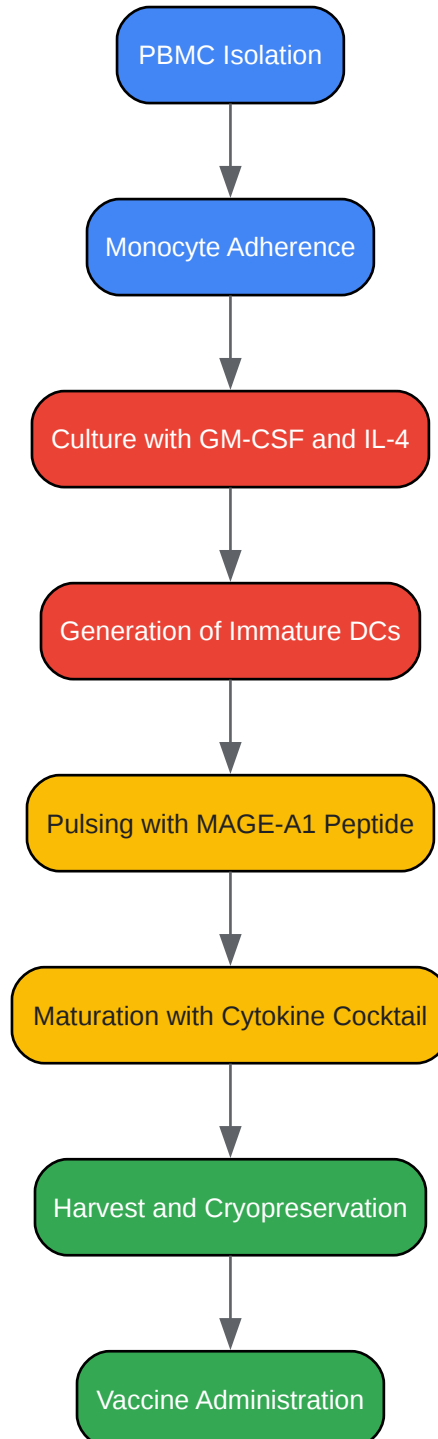 PBMC Isolation
Monocyte Adherence
Culture with GM-CSF and IL-4
Generation of Immature DCs
Pulsing with MAGE-A1 Peptide
Maturation with Cytokine Cocktail
Harvest and Cryopreservation
Vaccine Administration